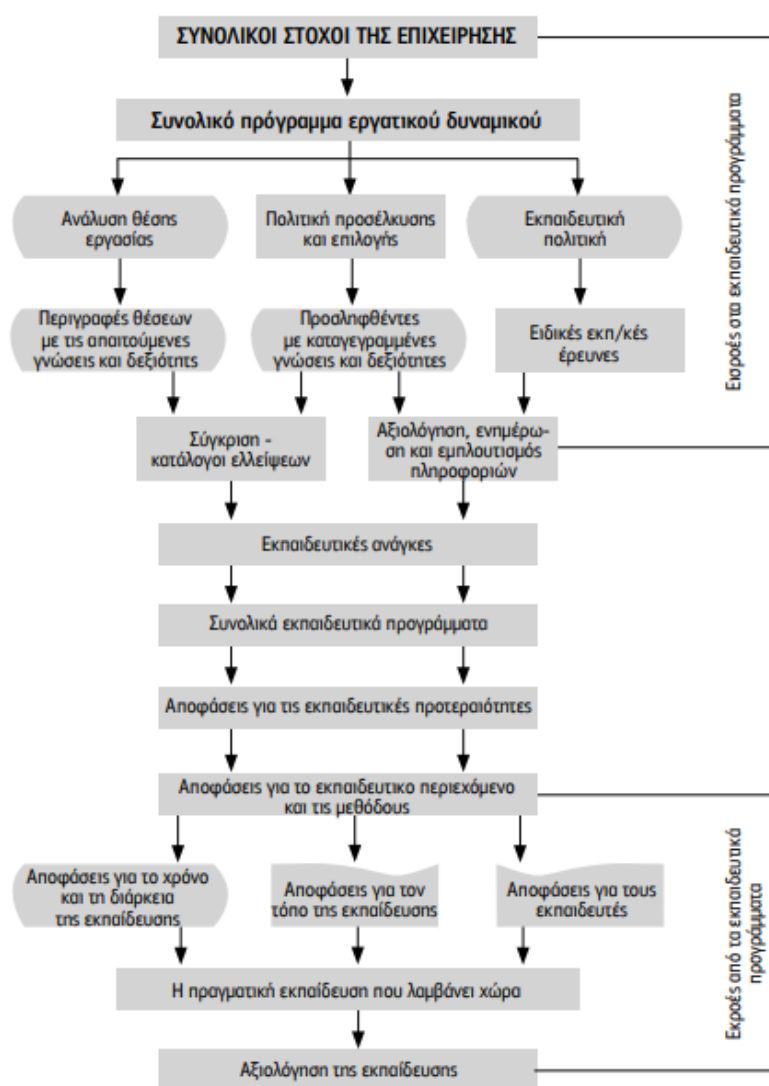 ΣΥΝΟΛΙΚΟΙ ΣΤΟΧΟΙ ΤΗΣ ΕΠΙΧΕΙΡΗΣΗΣ
Συνολικό πρόγραμμα εργατικού δυναμικού
Ανάλυση θέσης
εργασίας
Πολιτική προσέλκυσης
και επιλογής
Εκπαιδευτική
πολιτική
Περιγραφές θέσεων
με τις απαιτούμενες
γνώσεις και δεξιότητς
Προσληφθέντες
με καταγεγραμμένες
γνώσεις και δεξιότητες
Ειδικές εκπ/κές
έρευνες
Σύγκριση -
κατάλογοι ελλείψεων
Αξιολόγηση, ενημέρω-
ση και εμπλουτισμός
πληροφοριών
Εισροές στα εκπαιδευτικά προγράμματα
Εκπαιδευτικές ανάγκες
Συνολικά εκπαιδευτικά προγράμματα
Αποφάσεις για τις εκπαιδευτικές προτεραιότητες
Αποφάσεις για το εκπαιδευτικο περιεχόμενο
και τις μεθόδους
Αποφάσεις για το χρόνο
και τη διάρκεια
της εκπαίδευσης
Αποφάσεις για τον
τόπο της εκπαίδευσης
Αποφάσεις για τους
εκπαιδευτές
Η πραγματική εκπαίδευση που λαμβάνει χώρα
Αξιολόγηση της εκπαίδευσης
Εκροές από τα εκπαιδευτικά
προγράμματα